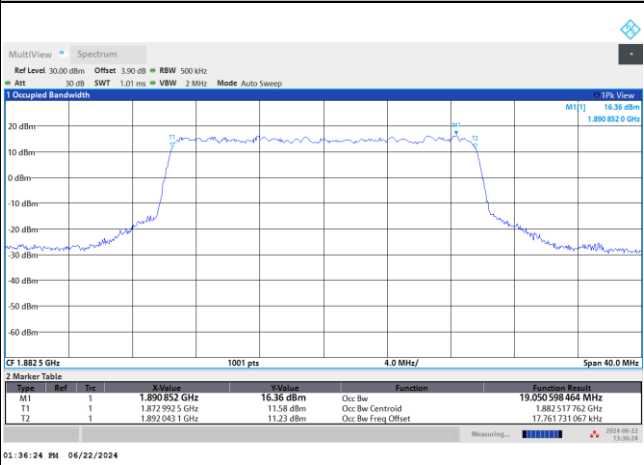 MultiView Spectrum
Ref Level 30.00 dBm Offset 3.90 dB RBW 500 kHz
Att 30 dB SWT 1.01 ms VBW 2 MHz Mode Auto Sweep
1 Occupied Bandwidth 1Pk View
M1[1] 16.36 dBm
1.890 852 0 GHz
20 dBm
T1 M1 T2
10 dBm
0 dBm
-10 dBm
-20 dBm
-30 dBm
-40 dBm
-50 dBm
-60 dBm
CF 1.882 5 GHz 1001 pts 4.0 MHz/ Span 40.0 MHz
2 Marker Table
Type Ref Trc X-Value Y-Value Function Function Result
M1 1 1.890 852 GHz 16.36 dBm Occ Bw 19.050 598 464 MHz
T1 1 1.872 992 5 GHz 11.58 dBm Occ Bw Centroid 1.882 517 762 GHz
T2 1 1.892 043 1 GHz 11.23 dBm Occ Bw Freq Offset 17.761 731 067 kHz
Measuring... 2024-06-22
13:36:24
01:36:24 PM 06/22/2024